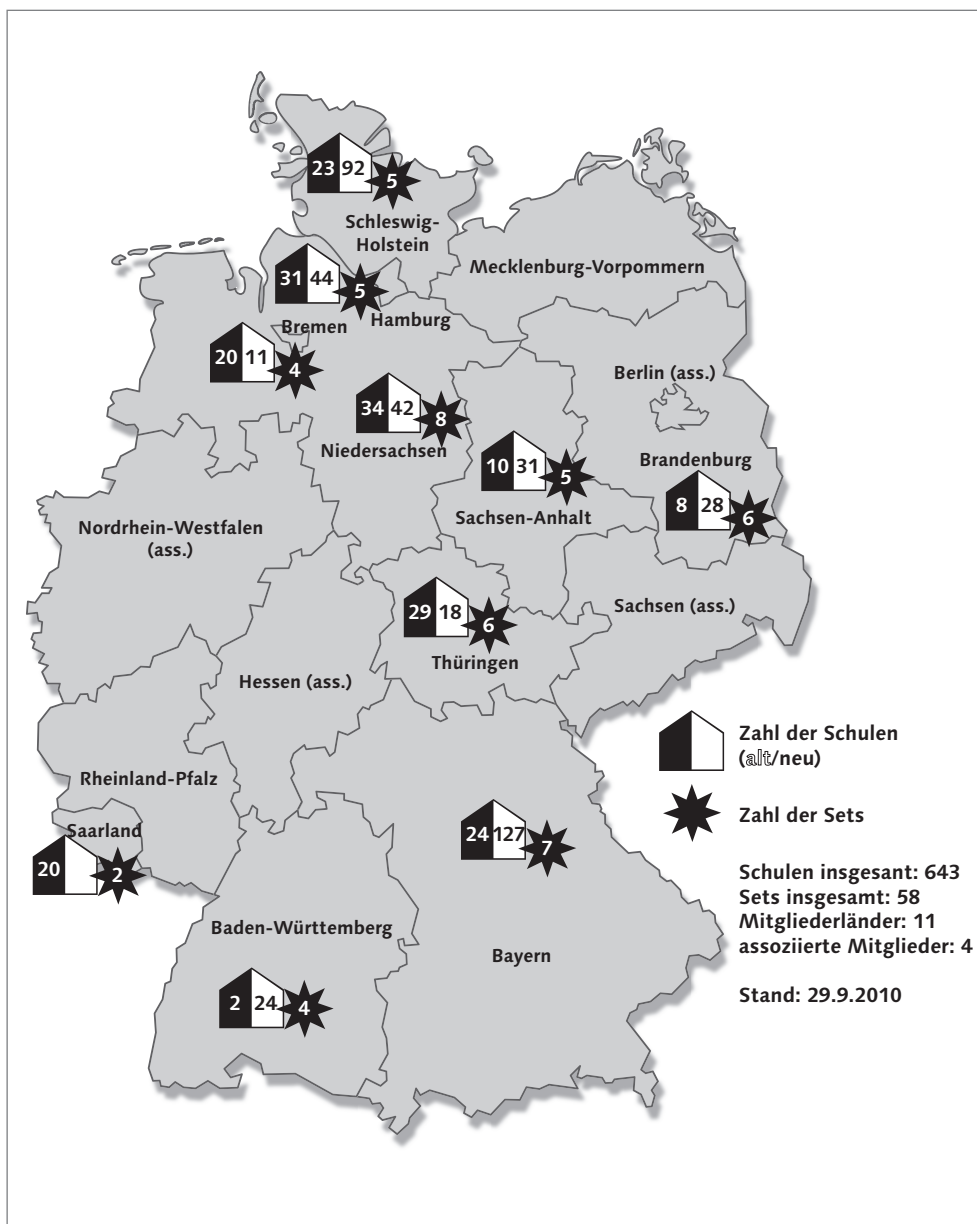 23 92
5
Schleswig-
Holstein
Mecklenburg-Vorpommern
31 44
5
Hamburg
Bremen
20 11
4
Berlin (ass.)
34 42
8
Niedersachsen
10 31
5
Sachsen-Anhalt
Brandenburg
8 28
6
Nordrhein-Westfalen
(ass.)
29 18
6
Thüringen
Sachsen (ass.)
Hessen (ass.)
Rheinland-Pfalz
Saarland
20
2
24 127
7
Bayern
Baden-Württemberg
2 24
4
Zahl der Schulen
(alt/neu)
Zahl der Sets
Schulen insgesant: 643
Sets insgesamt: 58
Mitgliederländer: 11
assoziierte Mitglieder: 4
Stand: 29.9.2010